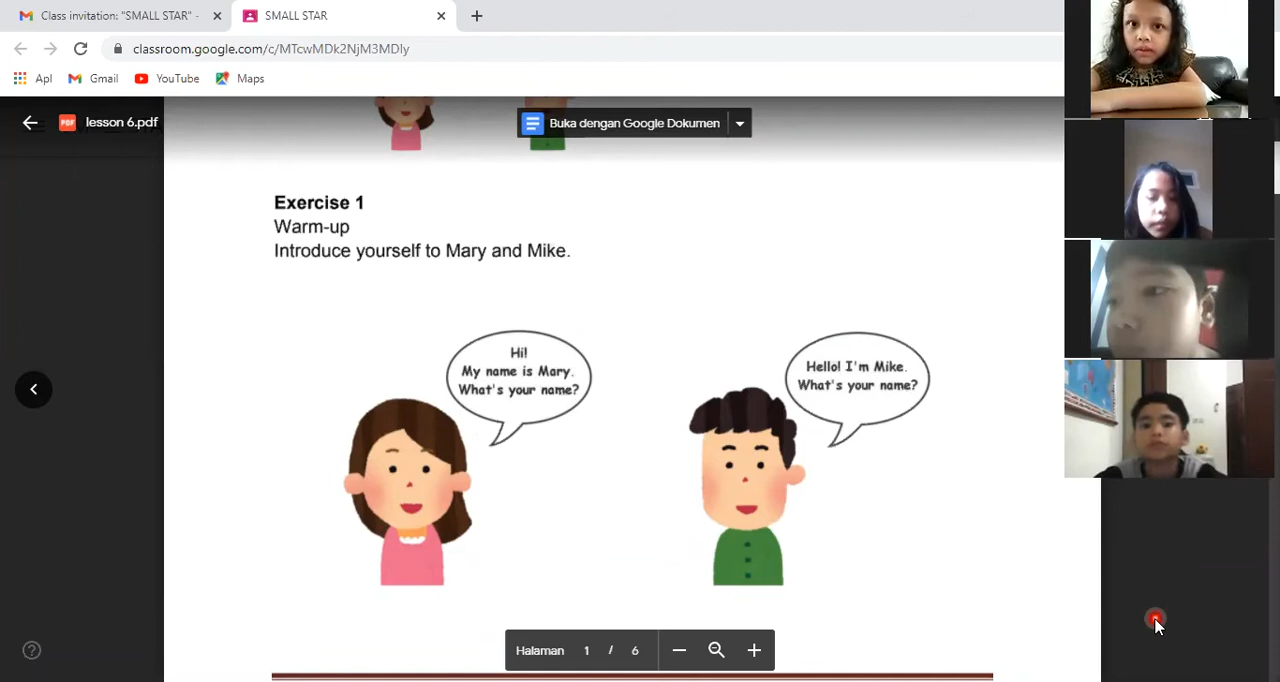 Class invitation: "SMALL STAR" -
SMALL STAR
classroom.google.com/c/MTcwMDk2NjM3MDly
Apl
Gmail
YouTube
Maps
PDF
lesson 6.pdf
Buka dengan Google Dokumen
Exercise 1
Warm-up
Introduce yourself to Mary and Mike.
Hi!
My name is Mary.
What's your name?
Hello! I'm Mike.
What's your name?
Halaman 1 / 6